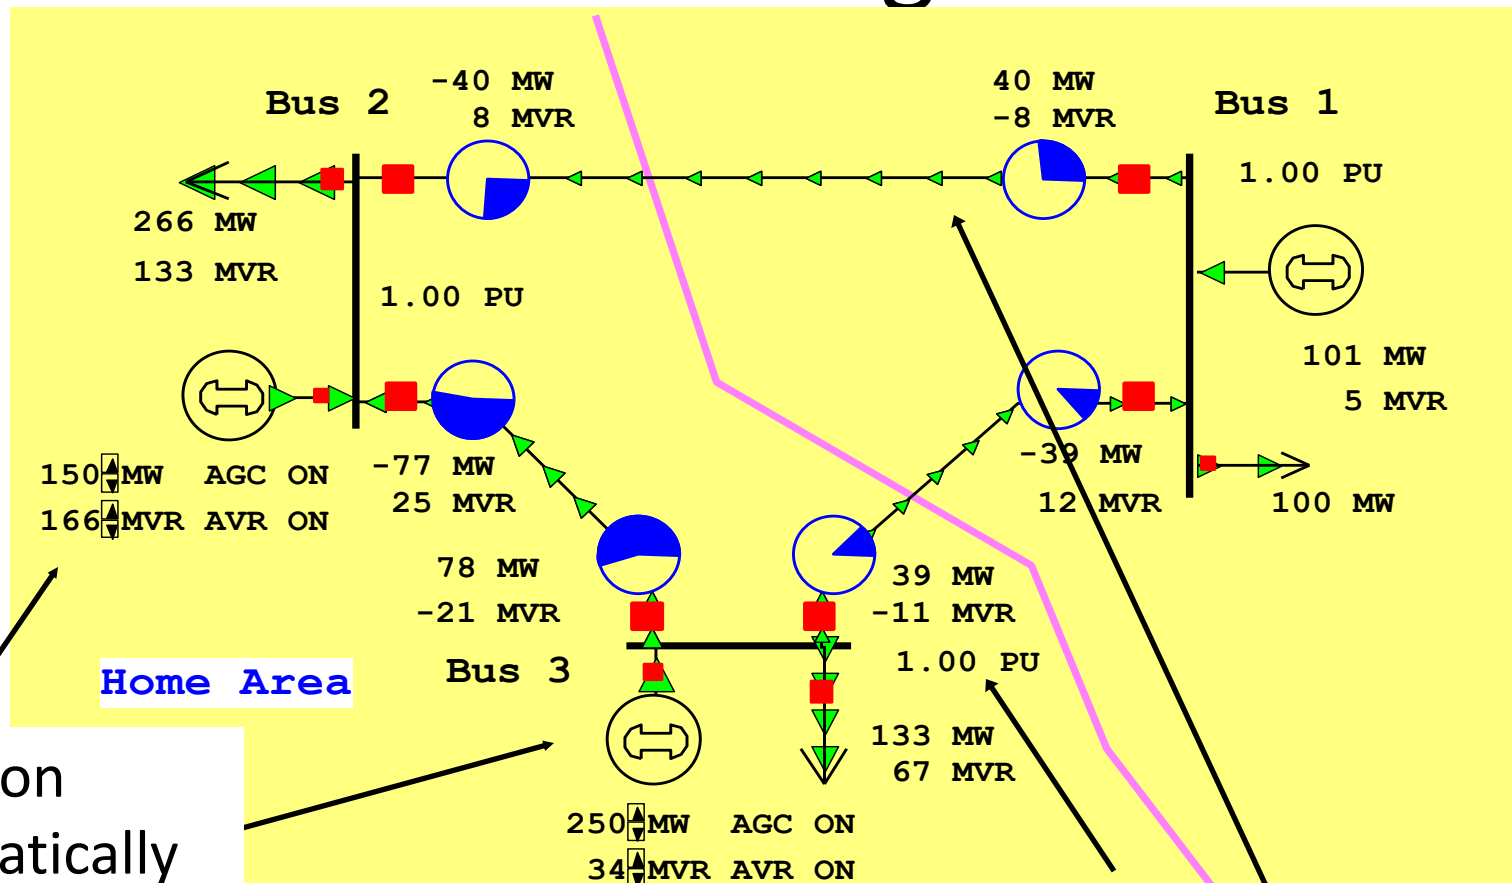 -40 MW
8 MVR
40 MW
-8 MVR
Bus 2
Bus 1
1.00 PU
266 MW
133 MVR
1.00 PU
101 MW
5 MVR
150 MW AGC ON
166 MVR AVR ON
-77 MW
25 MVR
-39 MW
12 MVR
100 MW
78 MW
-21 MVR
39 MW
-11 MVR
Home Area
Bus 3
1.00 PU
133 MW
67 MVR
on
atically
250 MW AGC ON
34 MVR AVR ON